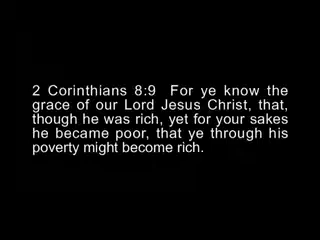 2 Corinthians 8:9 For ye know the
grace of our Lord Jesus Christ, that,
though he was rich, yet for your sakes
he became poor, that ye through his
poverty might become rich.